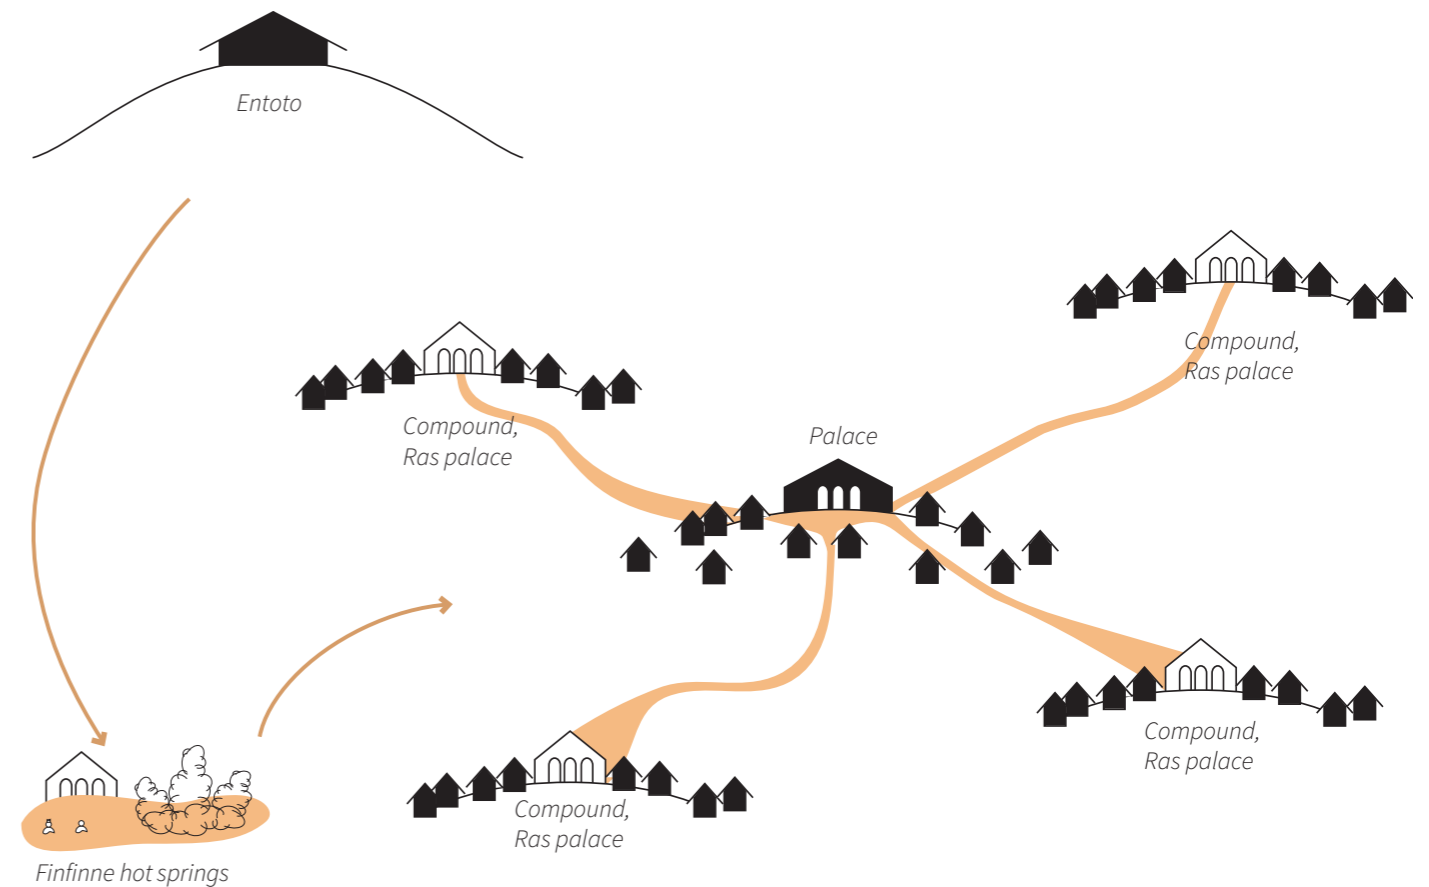 Entoto
Compound,
Ras palace
Compound,
Ras palace
Palace
Compound,
Ras palace
Compound,
Ras palace
Finfinne hot springs